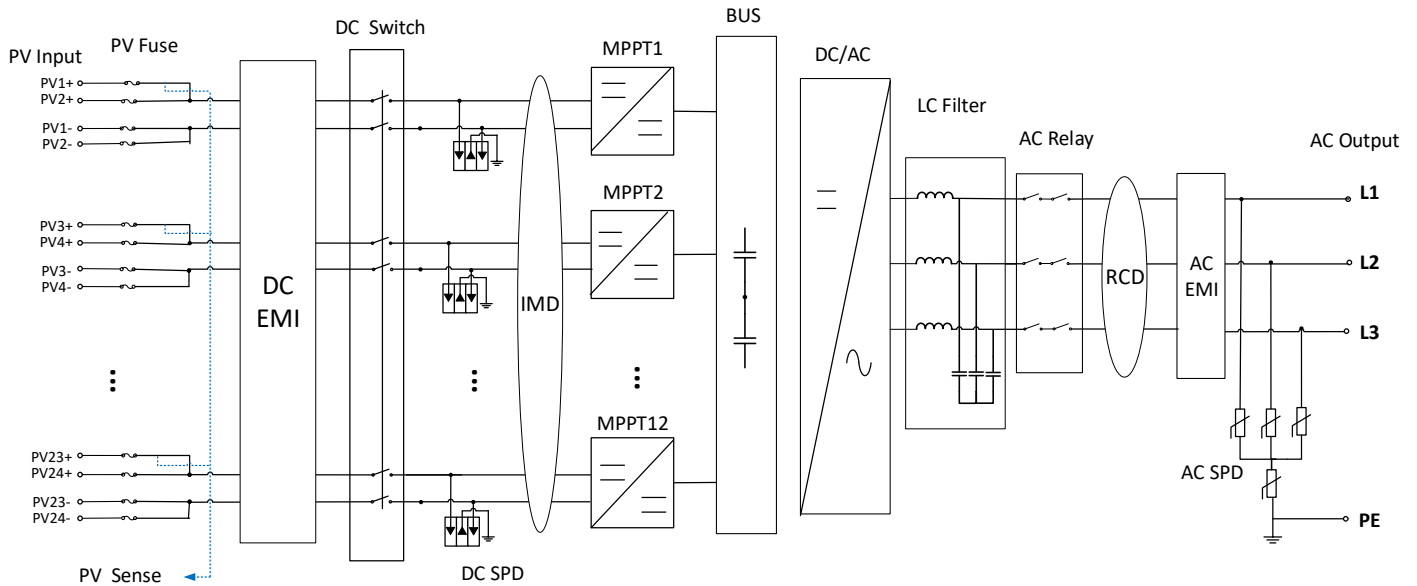 BUS
DC Switch
PV Fuse
PV Input
MPPT1
DC/AC
LC Filter
AC Relay
AC Output
PV1+
PV2+
PV1-
PV2-
MPPT2
L1
PV3+
PV4+
PV3-
PV4-
DC
EMI
IMD
RCD
AC
EMI
L2
L3
MPPT12
PV23+
PV24+
PV23-
PV24-
AC SPD
PE
PV Sense
DC SPD